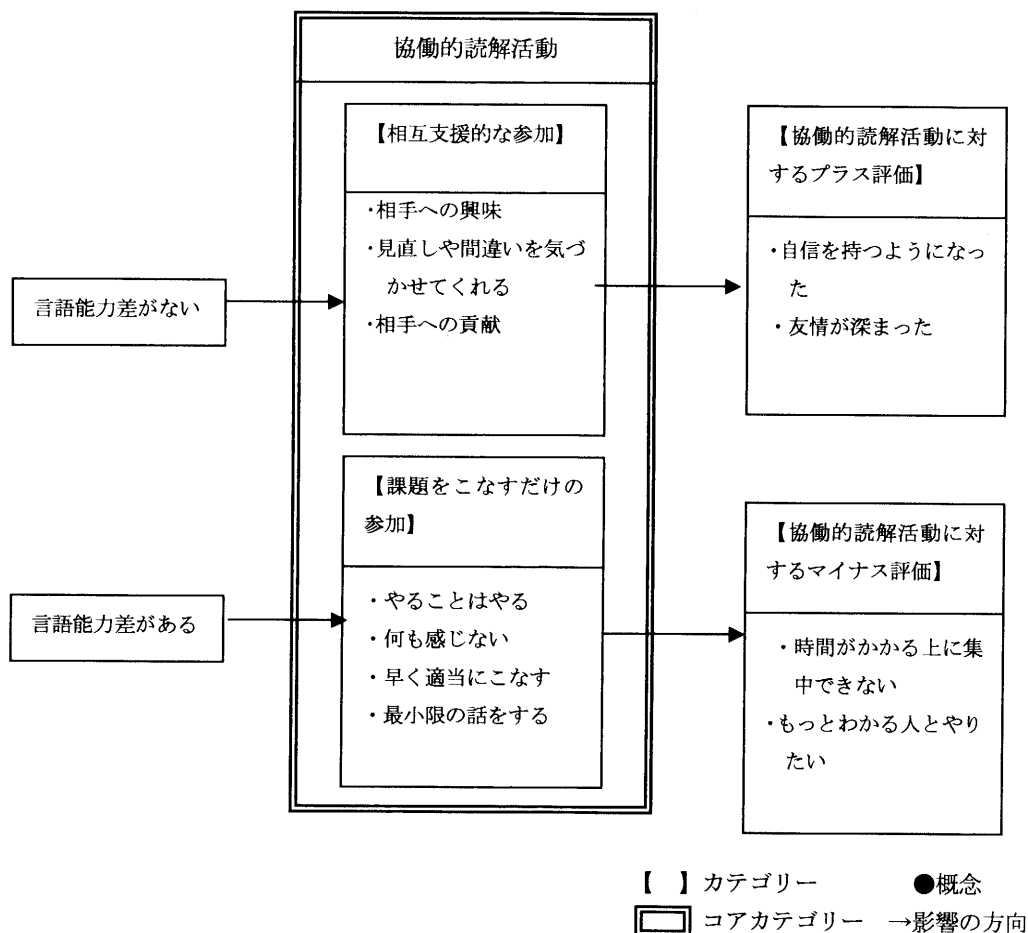 協働的読解活動
【相互支援的な参加】
・相手への興味
・見直しや間違いを気づ
かせてくれる
・相手への貢献
【協働的読解活動に対
するプラス評価】
・自信を持つようになっ
た
・友情が深まった
言語能力差がない
【課題をこなすだけの
参加】
・やることはやる
・何も感じない
・早く適当にこなす
・最小限の話をする
【協働的読解活動に対
するマイナス評価】
・時間がかかる上に集
中できない
・もっとわかる人とやり
たい
言語能力差がある
【 】カテゴリー ●概念
コアカテゴリー →影響の方向